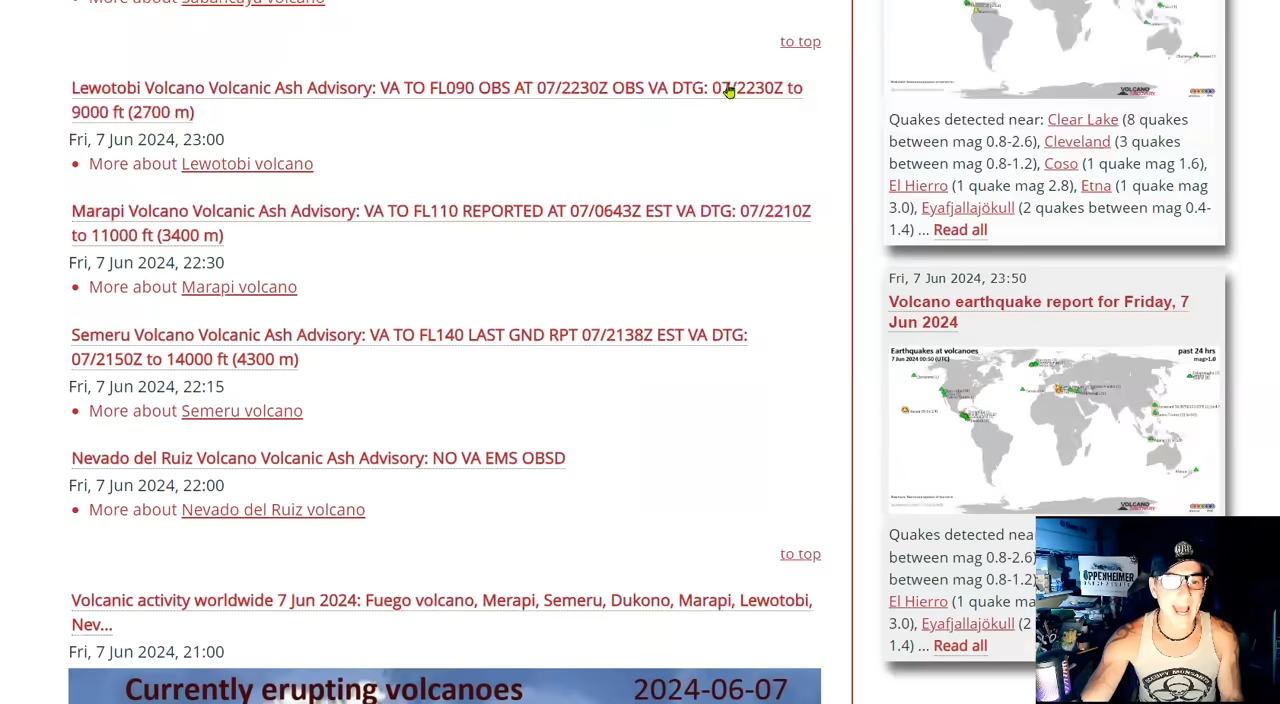 More about Sabancaya volcano
to top
Lewotobi Volcano Volcanic Ash Advisory: VA TO FL090 OBS AT 07/2230Z OBS VA DTG: 07/2230Z to
9000 ft (2700 m)
Fri, 7 Jun 2024, 23:00
More about Lewotobi volcano
Marapi Volcano Volcanic Ash Advisory: VA TO FL110 REPORTED AT 07/0643Z EST VA DTG: 07/2210Z
to 11000 ft (3400 m)
Fri, 7 Jun 2024, 22:30
More about Marapi volcano
Semeru Volcano Volcanic Ash Advisory: VA TO FL140 LAST GND RPT 07/2138Z EST VA DTG:
07/2150Z to 14000 ft (4300 m)
Fri, 7 Jun 2024, 22:15
More about Semeru volcano
Nevado del Ruiz Volcano Volcanic Ash Advisory: NO VA EMS OBSD
Fri, 7 Jun 2024, 22:00
More about Nevado del Ruiz volcano
to top
Volcanic activity worldwide 7 Jun 2024: Fuego volcano, Merapi, Semeru, Dukono, Marapi, Lewotobi,
Nev...
Fri, 7 Jun 2024, 21:00
Currently erupting volcanoes 2024-06-07
Quakes detected near: Clear Lake (8 quakes
between mag 0.8-2.6), Cleveland (3 quakes
between mag 0.8-1.2), Coso (1 quake mag 1.6),
El Hierro (1 quake mag 2.8), Etna (1 quake mag
3.0), Eyafjallajökull (2 quakes between mag 0.4-
1.4) ... Read all
Fri, 7 Jun 2024, 23:50
Volcano earthquake report for Friday, 7
Jun 2024
Earthquakes at volcanoes
7 Jun 2024 00:50 (UTC)
past 24 hrs
mag>1.0
VOLCANO
DISCOVERY
Quakes detected nea
between mag 0.8-2.6)
between mag 0.8-1.2)
El Hierro (1 quake ma
3.0), Eyafjallajökull (2
1.4) ... Read all
OPPENHEIMER